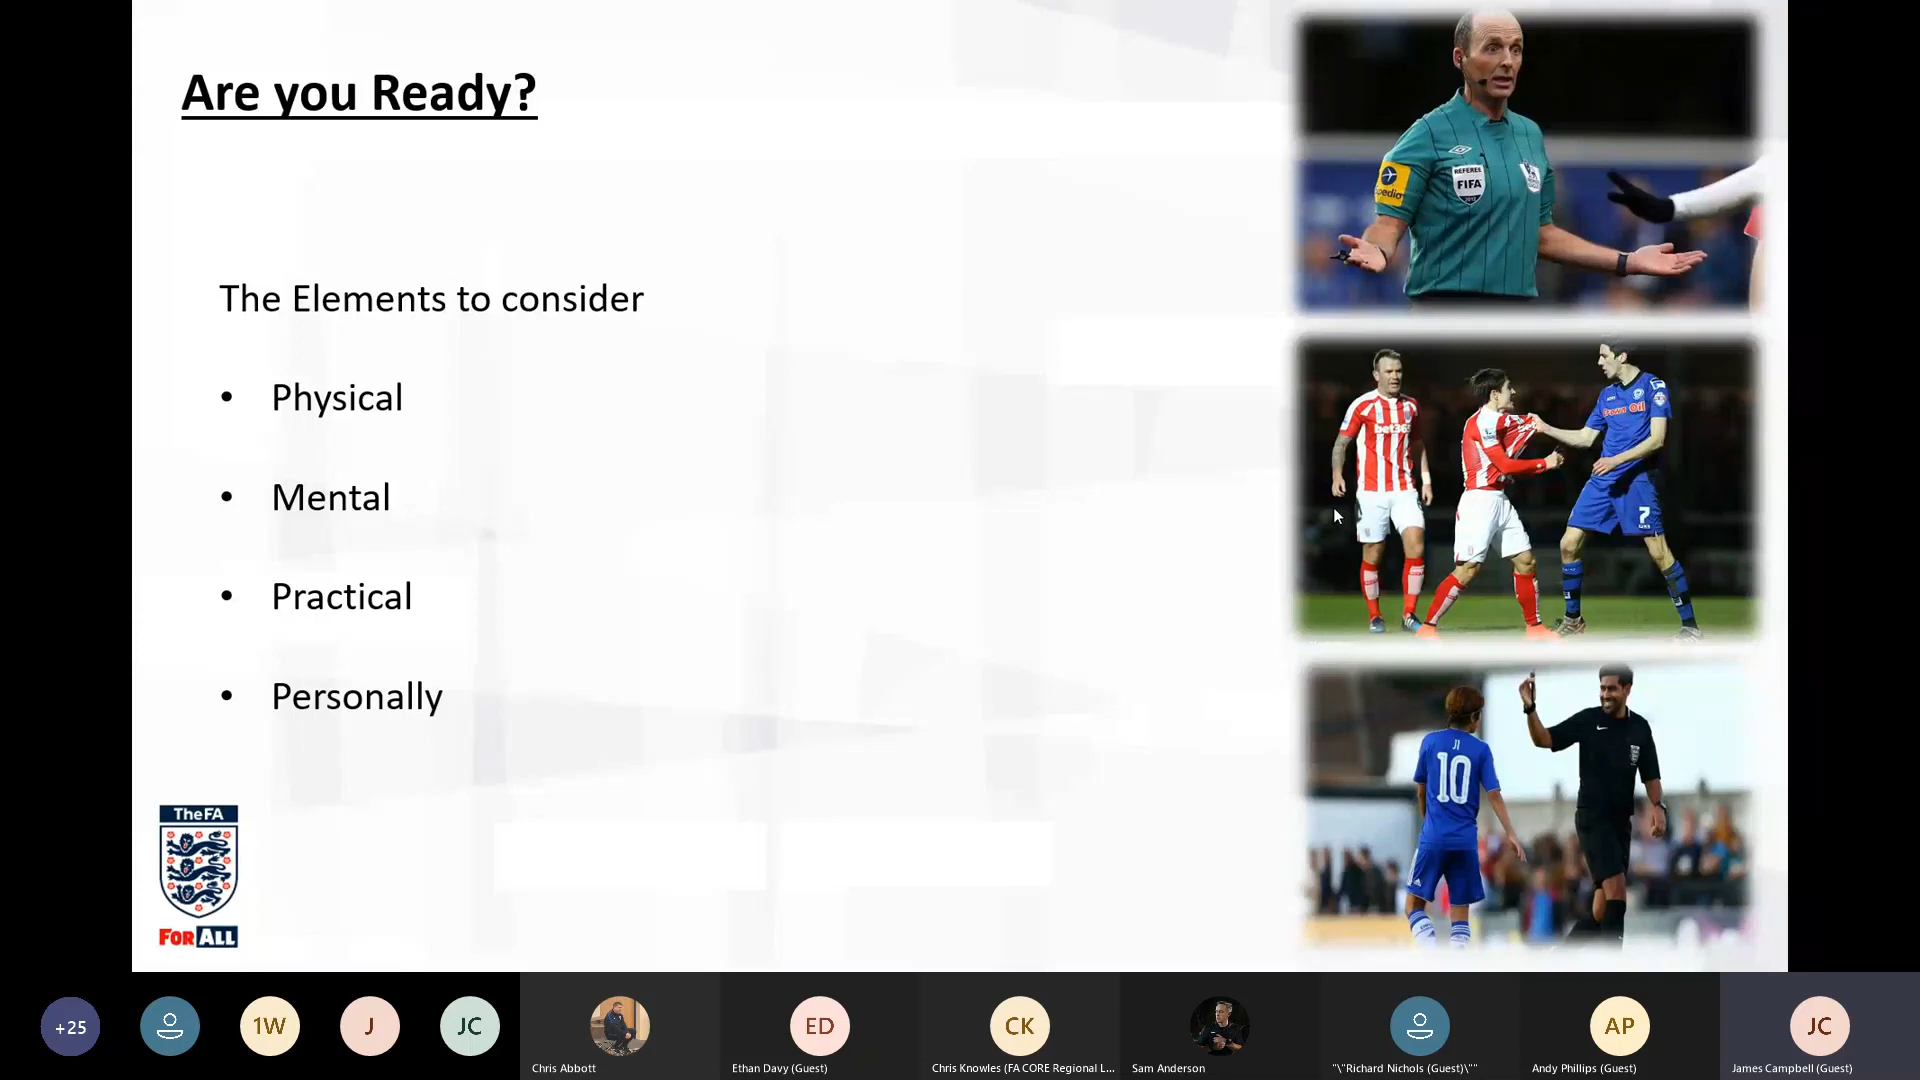 Are you Ready?
The Elements to consider
• Physical
• Mental
• Practical
• Personally
TheFA
FOR ALL
REFEREE
FIFA
bet365
Crown Oil
7
JI
10
+25
1W
J
JC
Chris Abbott
ED
Ethan Davy (Guest)
CK
Chris Knowles (FA CORE Regional L...
Sam Anderson
"\"Richard Nichols (Guest)\""
AP
Andy Phillips (Guest)
JC
James Campbell (Guest)